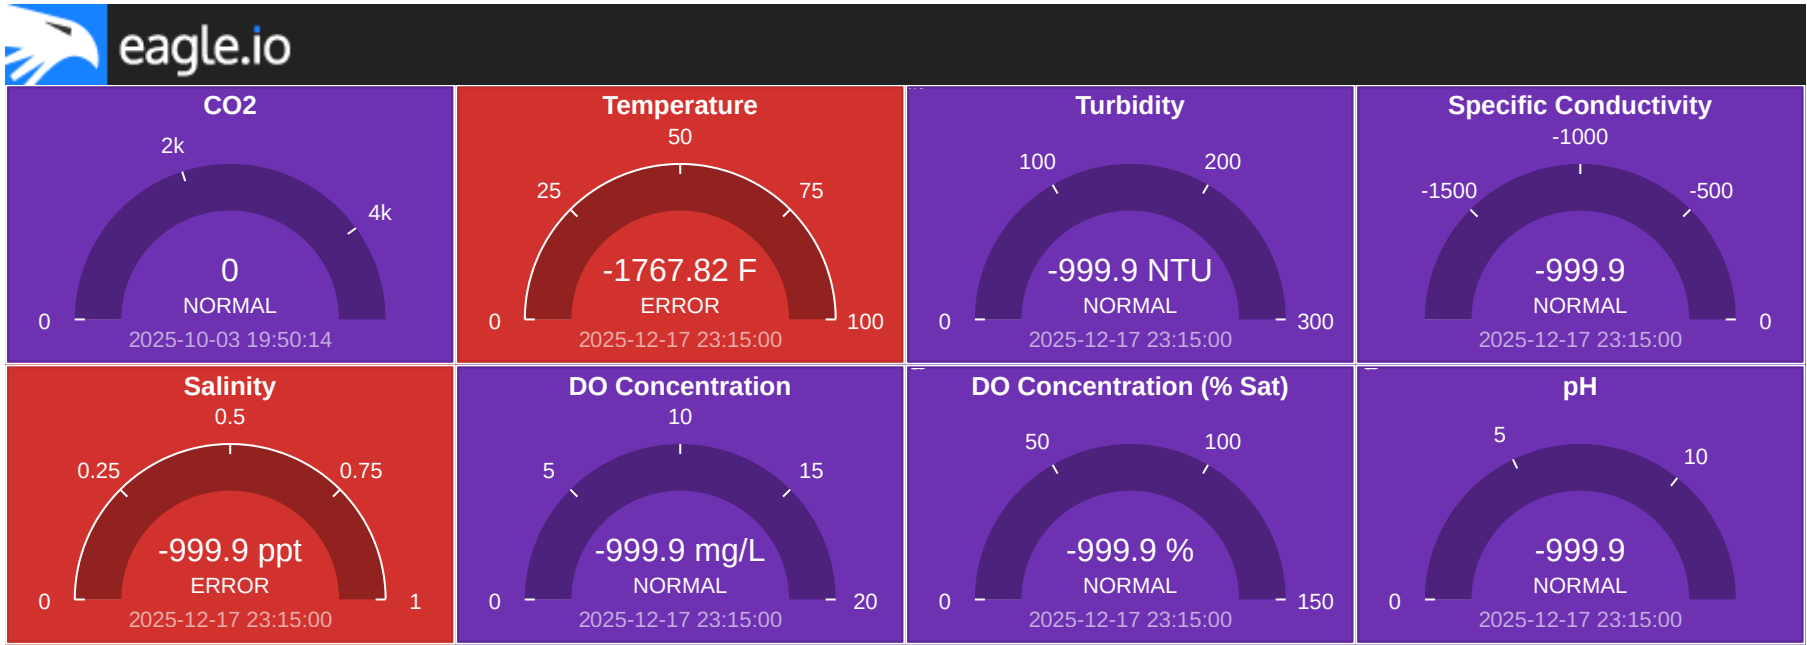 eagle.io
CO2
2k
4k
0
NORMAL
0
2025-10-03 19:50:14
Temperature
50
25
75
-1767.82 F
ERROR
0
100
2025-12-17 23:15:00
Turbidity
100
200
-999.9 NTU
NORMAL
0
300
2025-12-17 23:15:00
Specific Conductivity
-1000
-1500
-500
-999.9
NORMAL
0
2025-12-17 23:15:00
Salinity
0.5
0.25
0.75
-999.9 ppt
ERROR
0
1
2025-12-17 23:15:00
DO Concentration
10
5
15
-999.9 mg/L
NORMAL
0
20
2025-12-17 23:15:00
DO Concentration (% Sat)
50
100
-999.9 %
NORMAL
0
150
2025-12-17 23:15:00
pH
5
10
-999.9
NORMAL
0
2025-12-17 23:15:00